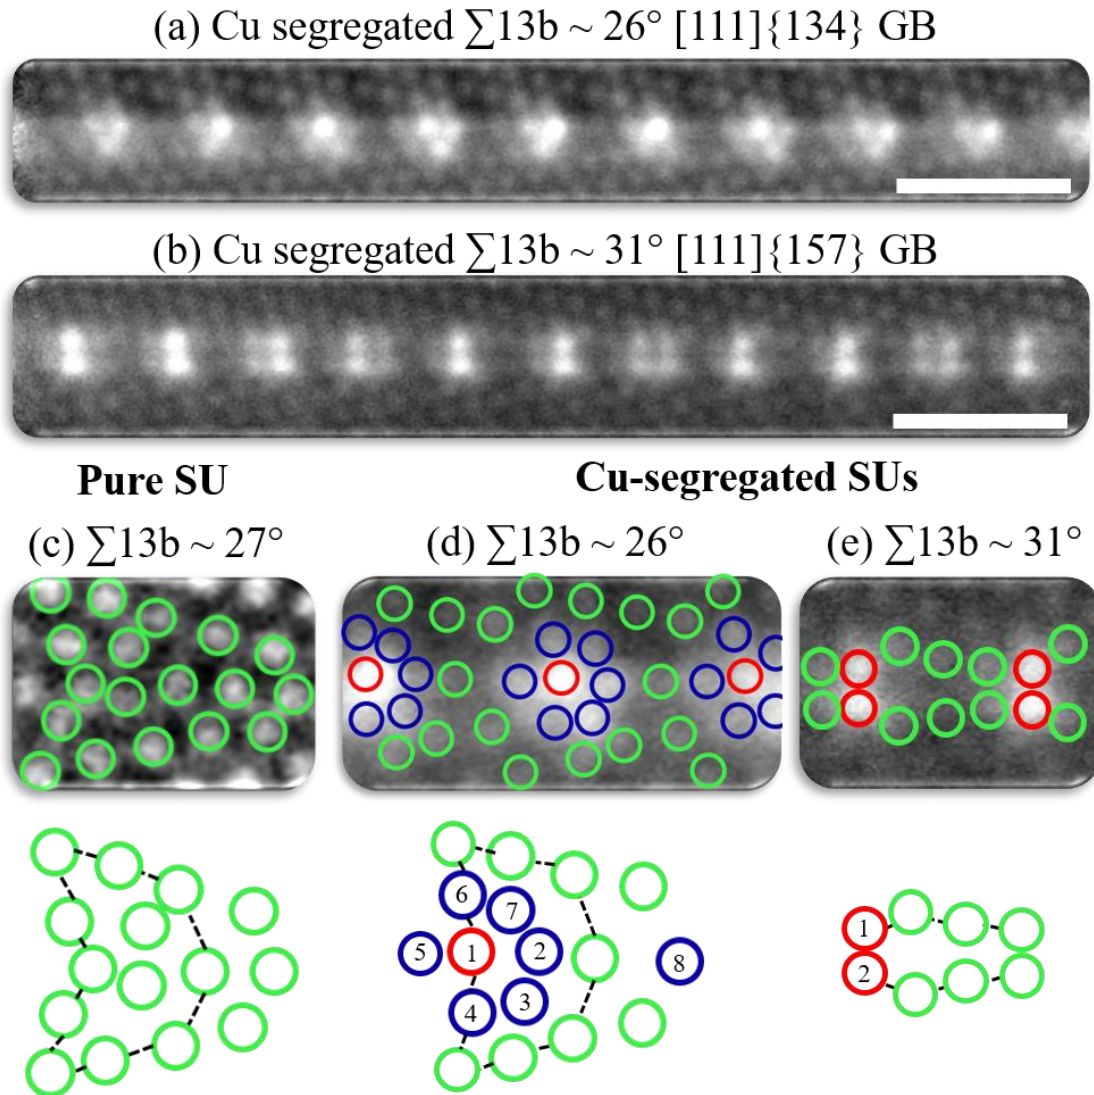 (a) Cu segregated ∑13b ~ 26° [111]{134} GB
(b) Cu segregated ∑13b ~ 31° [111]{157} GB
Pure SU
Cu-segregated SUs
(c) ∑13b ~ 27°
(d) ∑13b ~ 26°
(e) ∑13b ~ 31°
6
7
5
1
2
8
4
3
1
2